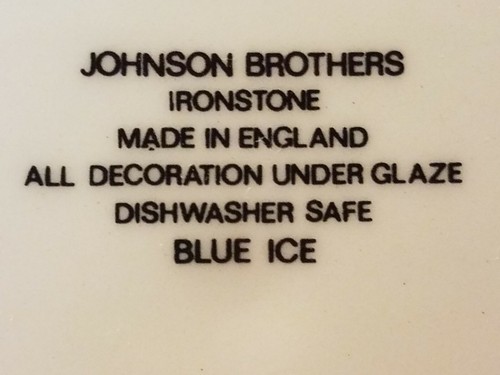 JOHNSON BROTHERS
IRONSTONE
MADE IN ENGLAND
ALL DECORATION UNDER GLAZE
DISHWASHER SAFE
BLUE ICE